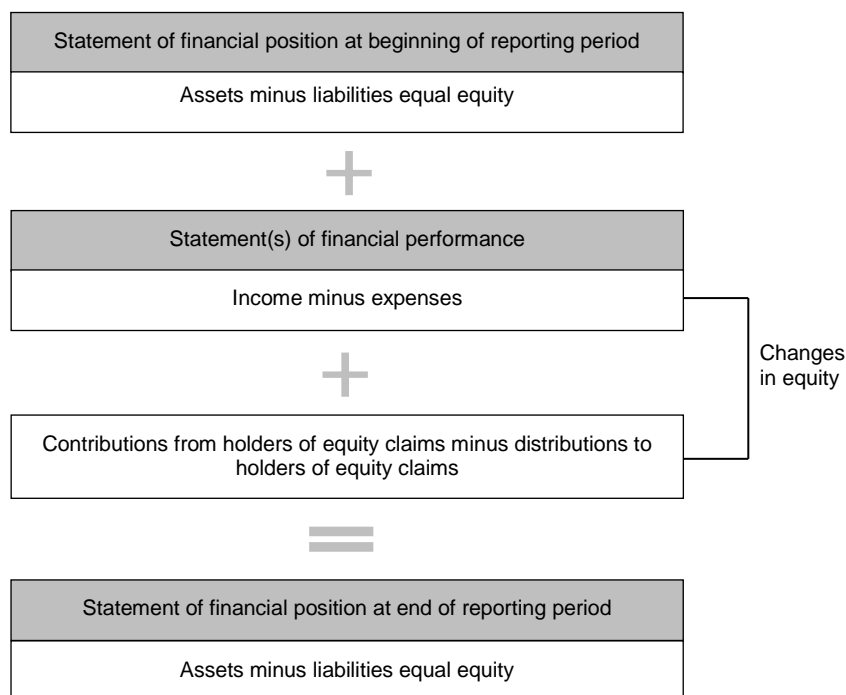 Statement of financial position at beginning of reporting period
Assets minus liabilities equal equity
+
Statement(s) of financial performance
Income minus expenses
Changes
in equity
+
Contributions from holders of equity claims minus distributions to
holders of equity claims
=
Statement of financial position at end of reporting period
Assets minus liabilities equal equity